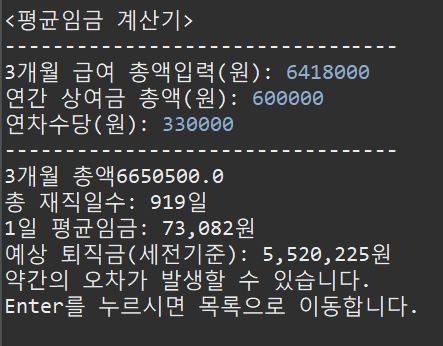 <평균임금 계산기>
----------------------------------
3개월 급여 총액입력(원): 6418000
연간 상여금 총액(원): 600000
연차수당(원): 330000
----------------------------------
3개월 총액6650500.0
총 재직일수: 919일
1일 평균임금: 73,082원
예상 퇴직금(세전기준): 5,520,225원
약간의 오차가 발생할 수 있습니다.
Enter를 누르시면 목록으로 이동합니다.